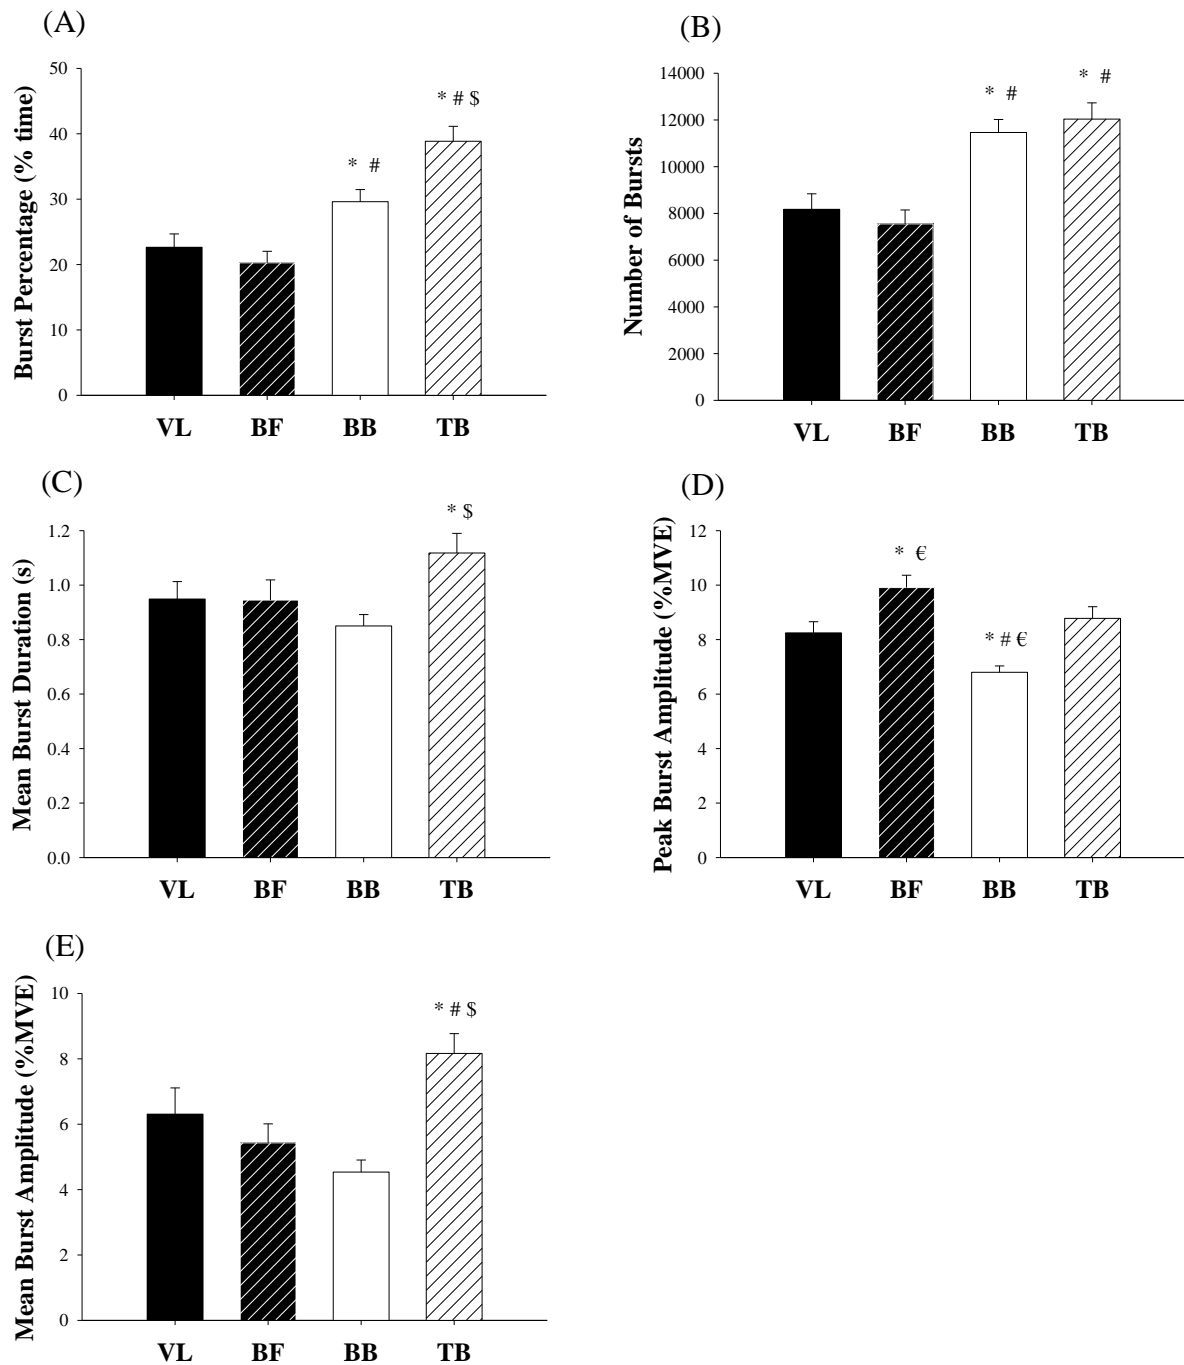 (A)
Burst Percentage (% time)
50
40
30
20
10
0
* #
* # $
VL BF BB TB
(B)
Number of Bursts
14000
12000
10000
8000
6000
4000
2000
0
* #
* #
VL BF BB TB
(C)
Mean Burst Duration (s)
1.2
1.0
0.8
0.6
0.4
0.2
0.0
* $
VL BF BB TB
(D)
Peak Burst Amplitude (%MVE)
12
10
8
6
4
2
0
* €
* # €
VL BF BB TB
(E)
Mean Burst Amplitude (%MVE)
10
8
6
4
2
0
* # $
VL BF BB TB